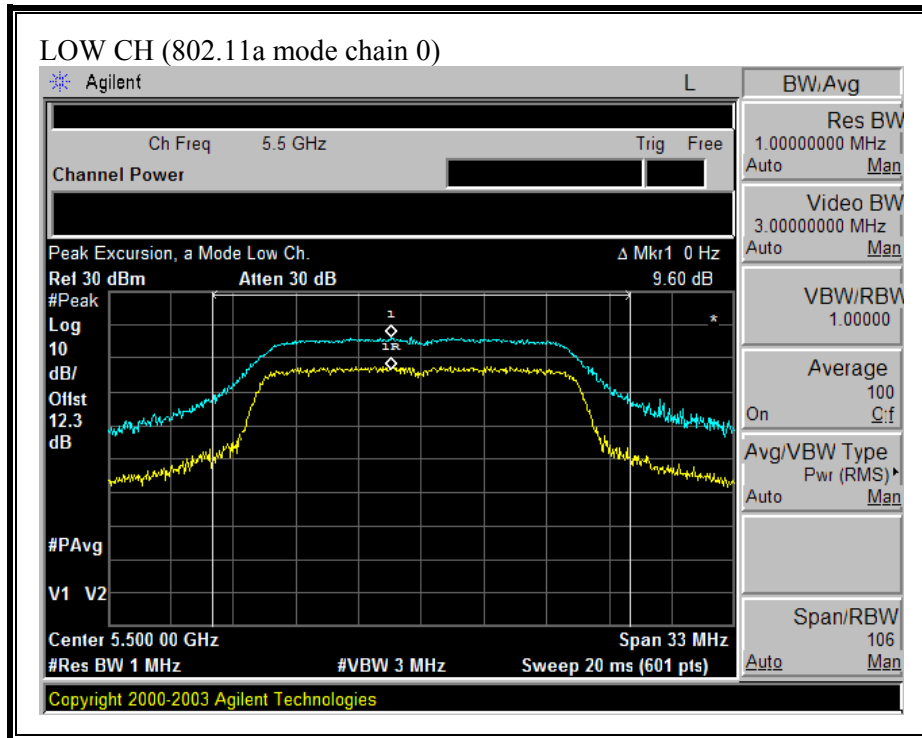 LOW CH (802.11a mode chain 0)
Agilent L
BW/Avg
Ch Freq 5.5 GHz Trig Free
Channel Power
Peak Excursion, a Mode Low Ch.
Δ Mkr1 0 Hz
Ref 30 dBm Atten 30 dB 9.60 dB
#Peak
Log
10
dB/
Offst
12.3
dB
1
1R
*
#PAvg
V1 V2
Center 5.500 00 GHz Span 33 MHz
#Res BW 1 MHz #VBW 3 MHz Sweep 20 ms (601 pts)
Copyright 2000-2003 Agilent Technologies
Res BW
1.00000000 MHz
Auto Man
Video BW
3.00000000 MHz
Auto Man
VBW/RBW
1.00000
Average
100
On
Avg/VBW Type
Pwr (RMS)
Auto Man
Span/RBW
106
Auto Man